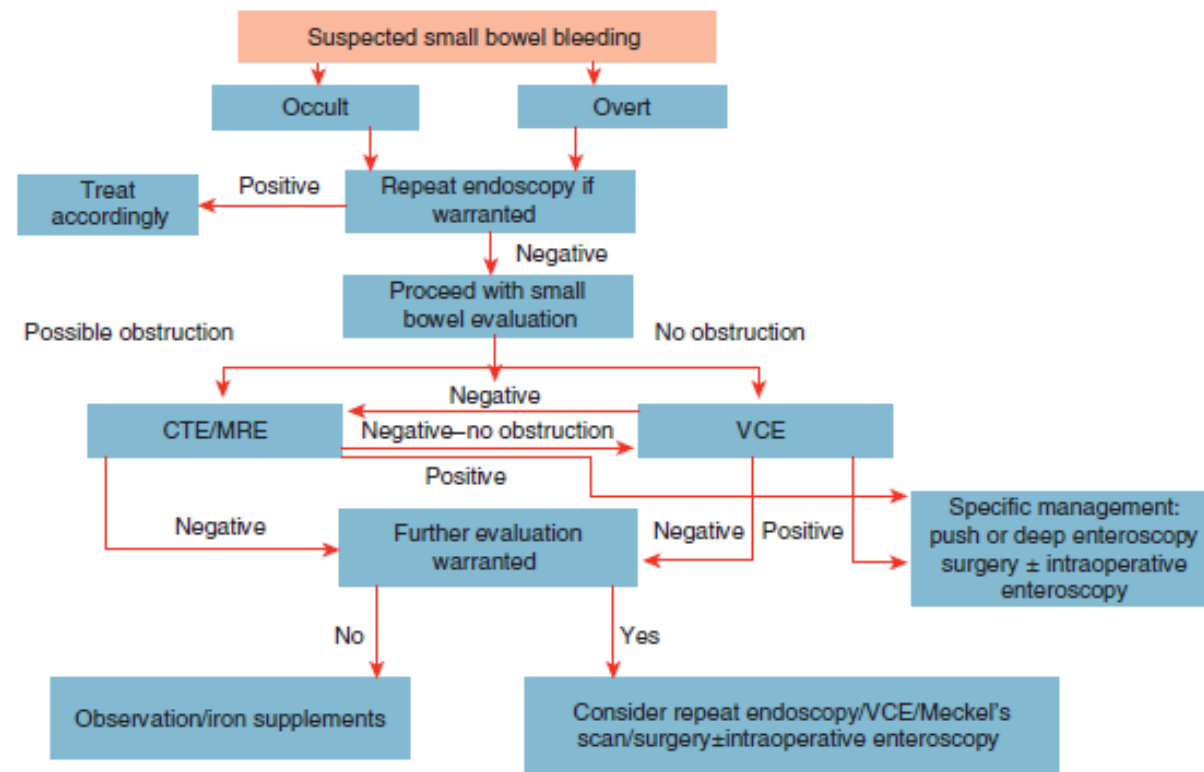 Suspected small bowel bleeding
Occult
Overt
Positive
Treat
accordingly
Repeat endoscopy if
warranted
Negative
Proceed with small
bowel evaluation
Possible obstruction
No obstruction
Negative
CTE/MRE
Negative–no obstruction
VCE
Positive
Negative
Further evaluation
warranted
Negative
Positive
Specific management:
push or deep enteroscopy
surgery ± intraoperative
enteroscopy
No
Yes
Observation/iron supplements
Consider repeat endoscopy/VCE/Meckel's
scan/surgery±intraoperative enteroscopy